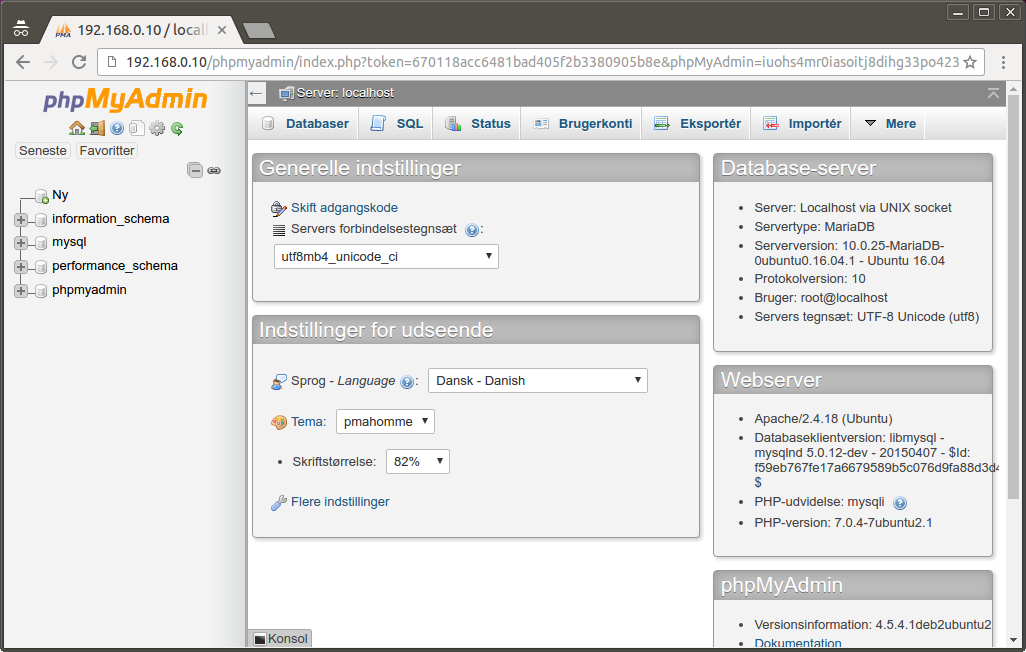 192.168.0.10 / local
192.168.0.10/phpmyadmin/index.php?token=670118acc6481bad405f2b3380905b8e&phpMyAdmin=iuohs4mr0iasoitj8dihg33po423
phpMyAdmin
Seneste Favoritter
Ny
information_schema
mysql
performance_schema
phpmyadmin
Server: localhost
Databaser SQL Status Brugerkonti Eksportér Importér Mere
Generelle indstillinger
Skift adgangskode
Servers forbindelsestegnsæt :
utf8mb4_unicode_ci
Indstillinger for udseende
Sprog - Language : Dansk - Danish
Tema: pmahomme
Skriftstørrelse: 82%
Flere indstillinger
Database-server
Server: Localhost via UNIX socket
Servertype: MariaDB
Serverversion: 10.0.25-MariaDB-
0ubuntu0.16.04.1 - Ubuntu 16.04
Protokolversion: 10
Bruger: root@localhost
Servers tegnsæt: UTF-8 Unicode (utf8)
Webserver
Apache/2.4.18 (Ubuntu)
Databaseklientversion: libmysql -
mysqlnd 5.0.12-dev - 20150407 - $Id:
f59eb767fe17a6679589b5c076d9fa88d3d4
$
PHP-udvidelse: mysqli
PHP-version: 7.0.4-7ubuntu2.1
phpMyAdmin
Versionsinformation: 4.5.4.1deb2ubuntu2
Dokumentation
Konsol